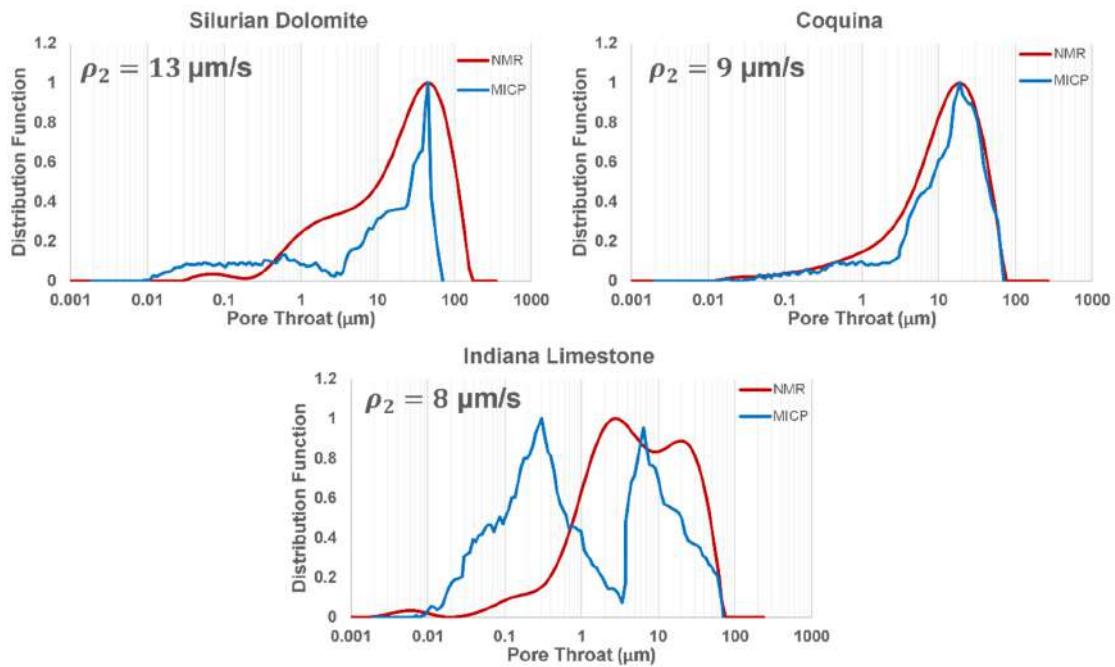 Silurian Dolomite
1.2
1
0.8
0.6
0.4
0.2
0
Distribution Function
ρ₂ = 13 μm/s
NMR
MICP
0.001 0.01 0.1 1 10 100 1000
Pore Throat (μm)
Coquina
1.2
1
0.8
0.6
0.4
0.2
0
Distribution Function
ρ₂ = 9 μm/s
NMR
MICP
0.001 0.01 0.1 1 10 100 1000
Pore Throat (μm)
Indiana Limestone
1.2
1
0.8
0.6
0.4
0.2
0
Distribution Function
ρ₂ = 8 μm/s
NMR
MICP
0.001 0.01 0.1 1 10 100 1000
Pore Throat (μm)